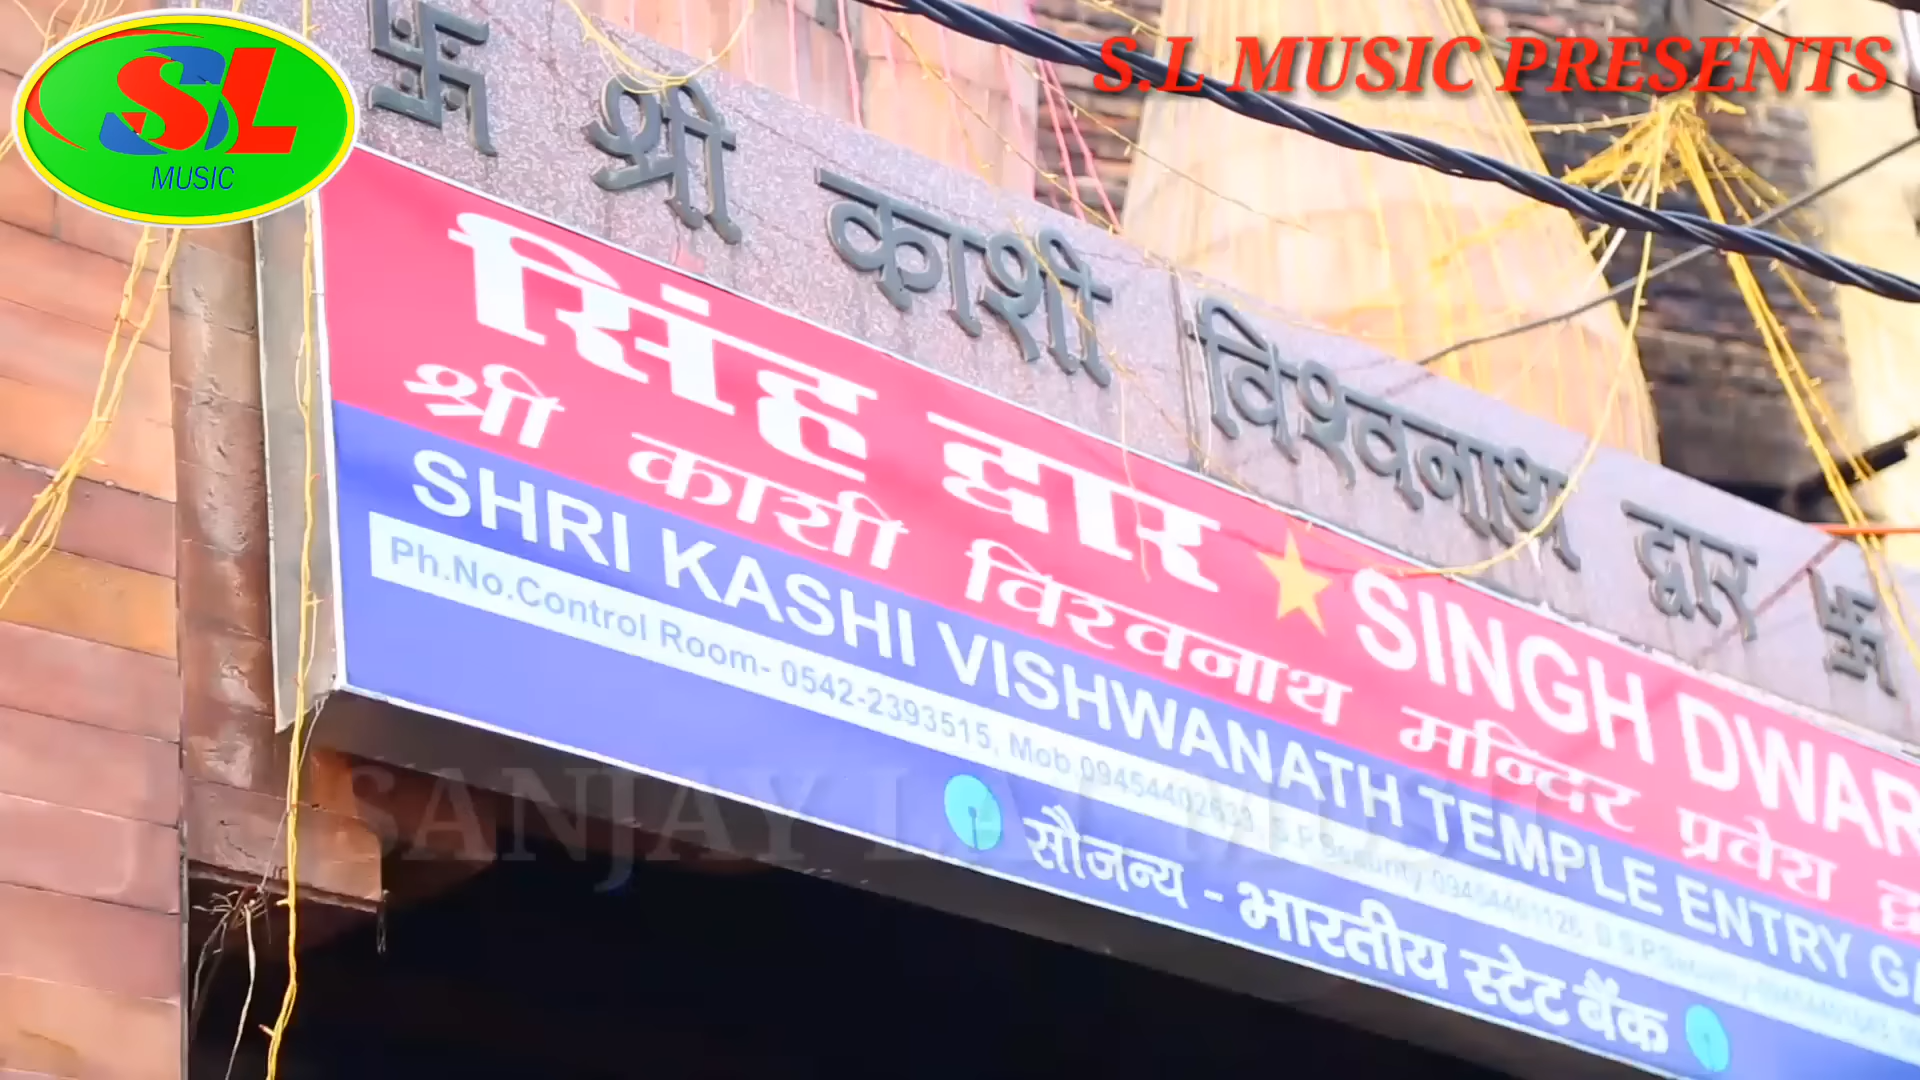 SL
MUSIC
S.L MUSIC PRESENTS
卐 श्री काशी विश्वनाथ द्वार 卐
सिंह द्वार ★ SINGH DWAR
श्री काशी विश्वनाथ मन्दिर प्रवेश
SHRI KASHI VISHWANATH TEMPLE ENTRY
Ph.No.Control Room- 0542-2393515, Mob.
सौजन्य - भारतीय स्टेट बैंक
SANJAY